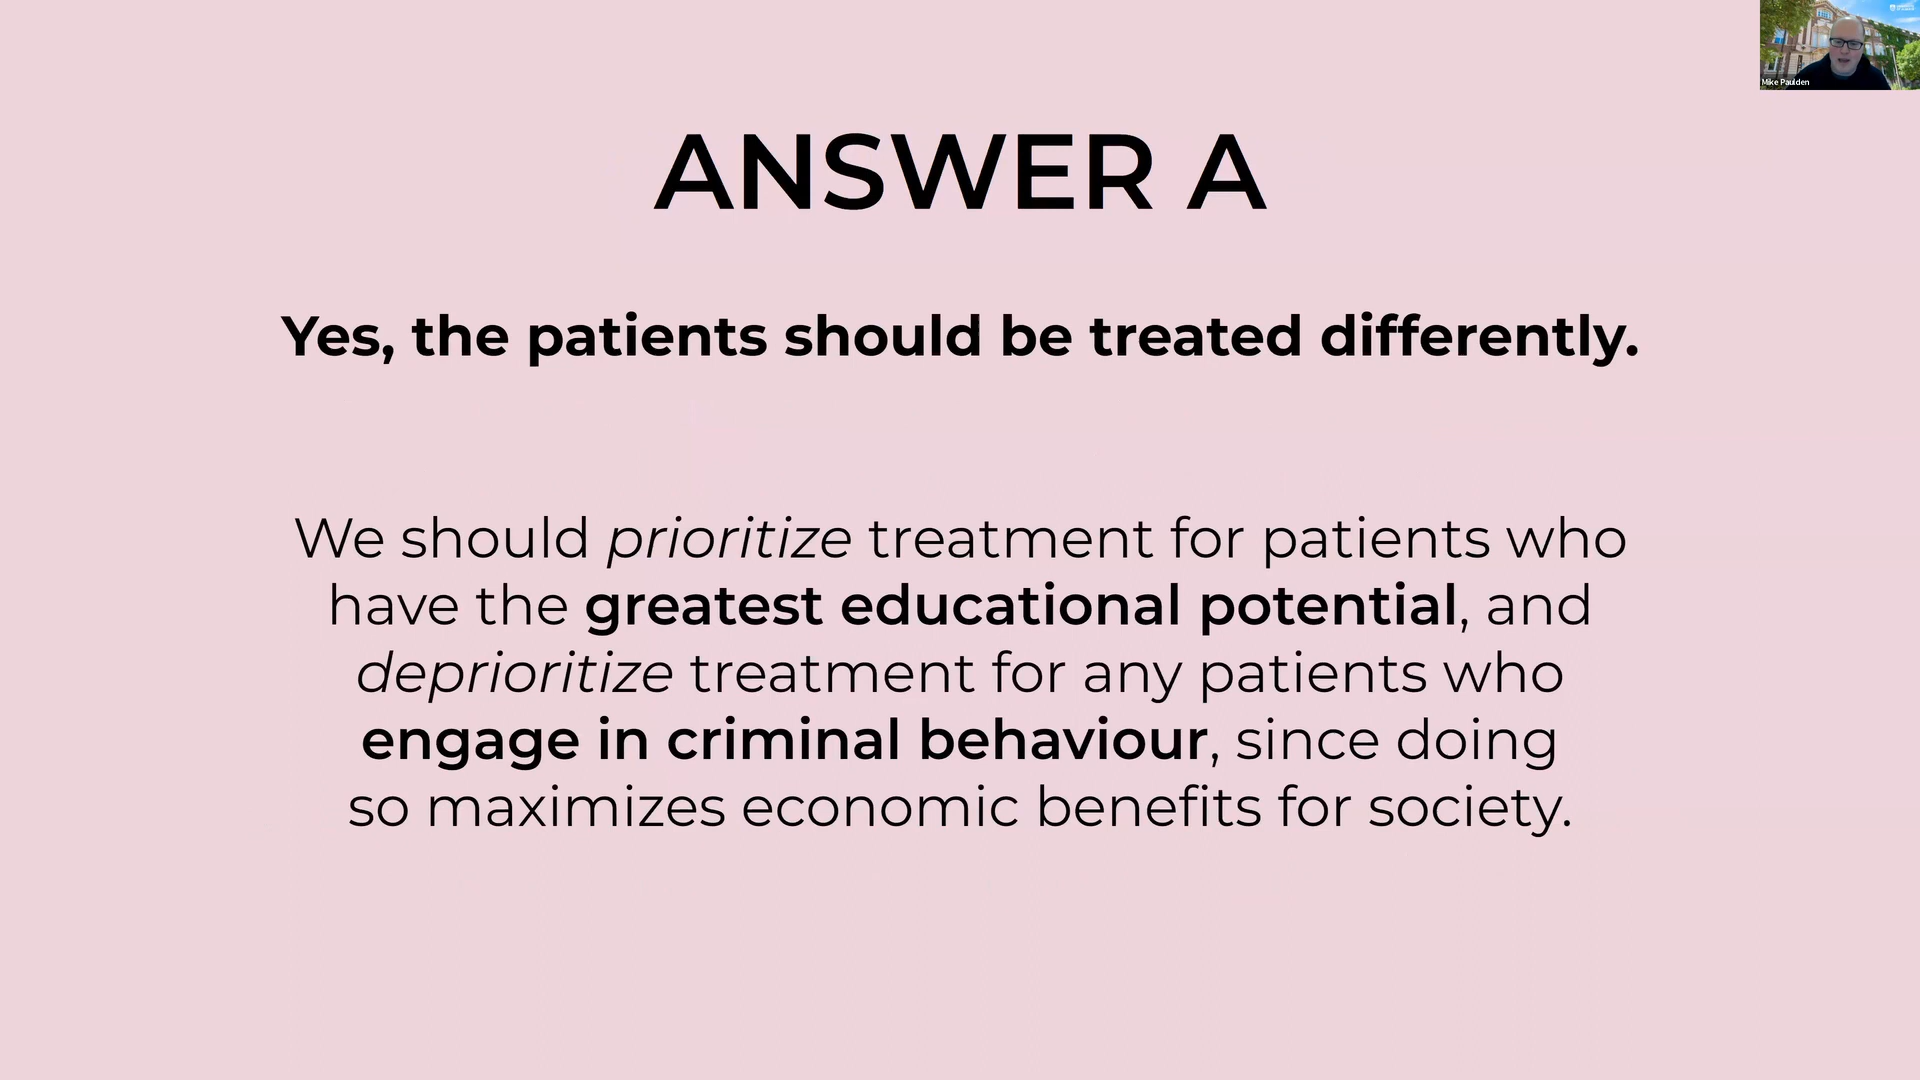 Mike Paulden
ANSWER A
Yes, the patients should be treated differently.
We should prioritize treatment for patients who
have the greatest educational potential, and
deprioritize treatment for any patients who
engage in criminal behaviour, since doing
so maximizes economic benefits for society.